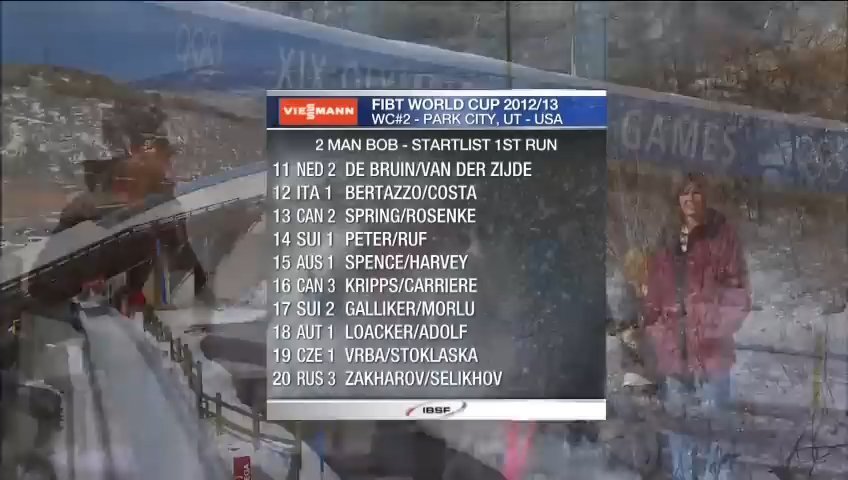 XIX OLYMPIC
GAMES
VIESSMANN
FIBT WORLD CUP 2012/13
WC#2 - PARK CITY, UT - USA
2 MAN BOB - STARTLIST 1ST RUN
11 NED 2 DE BRUIN/VAN DER ZIJDE
12 ITA 1 BERTAZZO/COSTA
13 CAN 2 SPRING/ROSENKE
14 SUI 1 PETER/RUF
15 AUS 1 SPENCE/HARVEY
16 CAN 3 KRIPPS/CARRIERE
17 SUI 2 GALLIKER/MORLU
18 AUT 1 LOACKER/ADOLF
19 CZE 1 VRBA/STOKLASKA
20 RUS 3 ZAKHAROV/SELIKHOV
IBSF